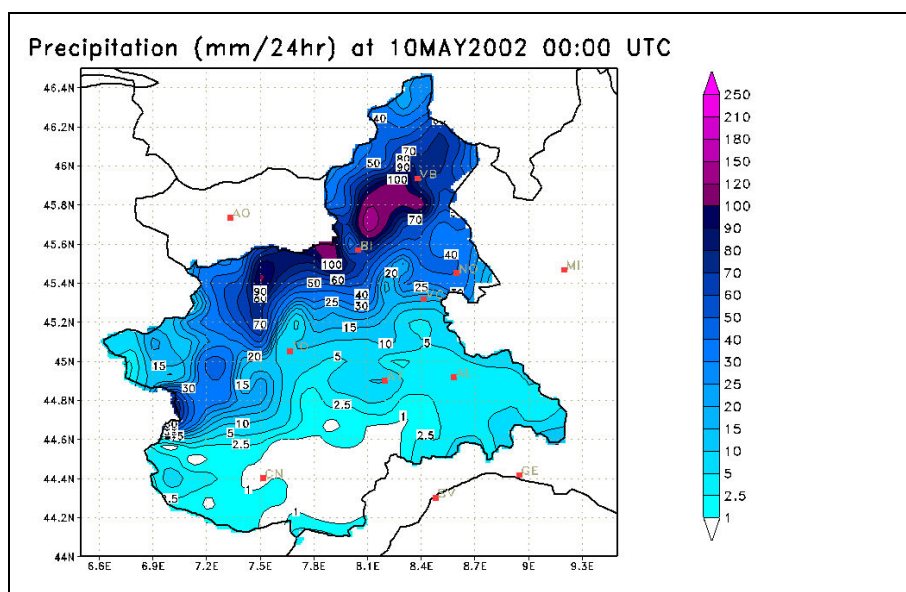 Precipitation (mm/24hr) at 10MAY2002 00:00 UTC
46.4N
46.2N
46N
45.8N
45.6N
45.4N
45.2N
45N
44.8N
44.6N
44.4N
44.2N
44N
6.6E 6.9E 7.2E 7.5E 7.8E 8.1E 8.4E 8.7E 9E 9.3E
250
210
180
150
120
100
90
80
70
60
50
40
30
25
20
15
10
5
2.5
1
40
70
50
80
90
100
VB
AO
70
BI
40
MI
100
20
50
60
25
90
40
30
25
70
15
20
10
5
15
5
30
15
AL
2.5
10
1
5
2.5
2.5
CN
GE
1
SV
1